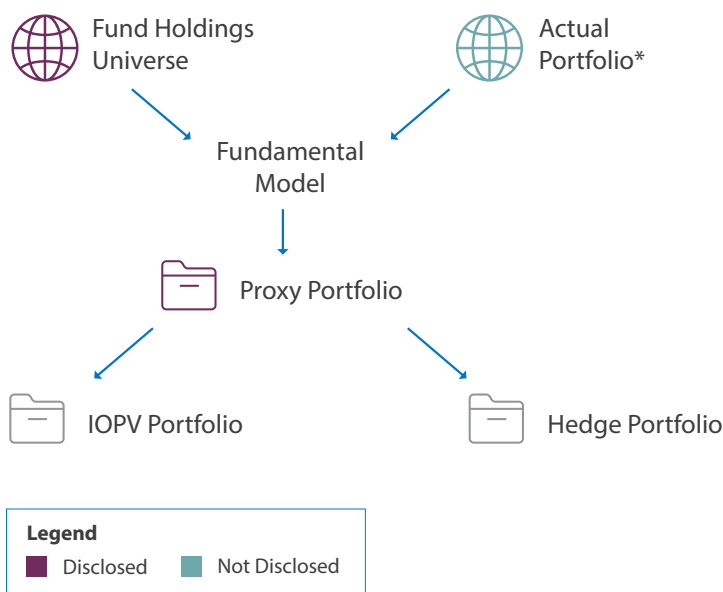 Fund Holdings
Universe
Actual
Portfolio*
Fundamental
Model
Proxy Portfolio
IOPV Portfolio
Hedge Portfolio
Legend
Disclosed
Not Disclosed